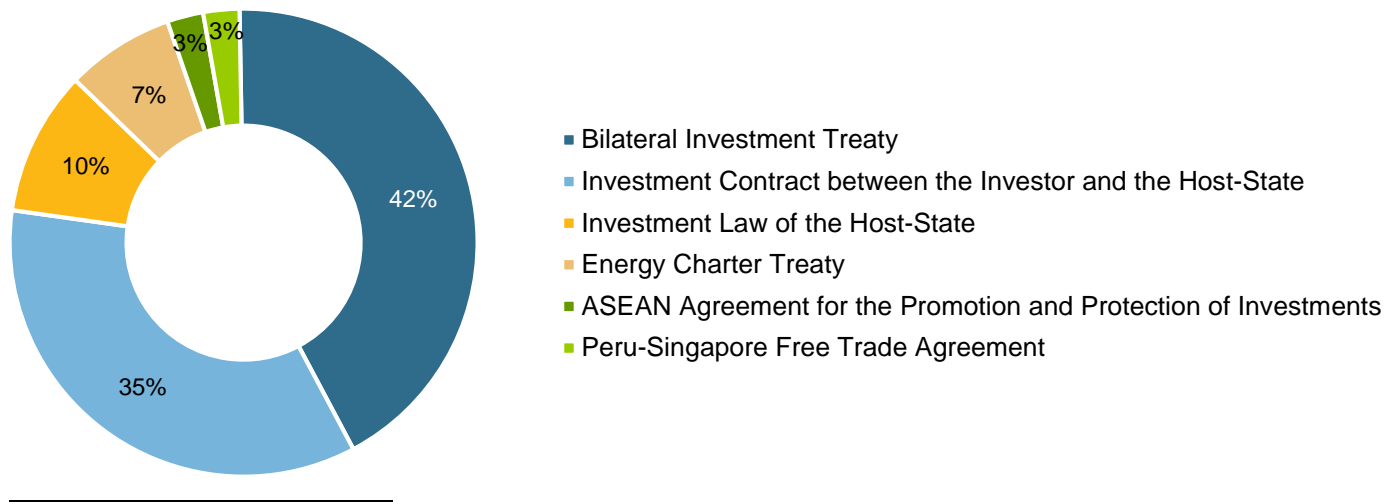 3%
3%
7%
10%
42%
35%
Bilateral Investment Treaty
Investment Contract between the Investor and the Host-State
Investment Law of the Host-State
Energy Charter Treaty
ASEAN Agreement for the Promotion and Protection of Investments
Peru-Singapore Free Trade Agreement